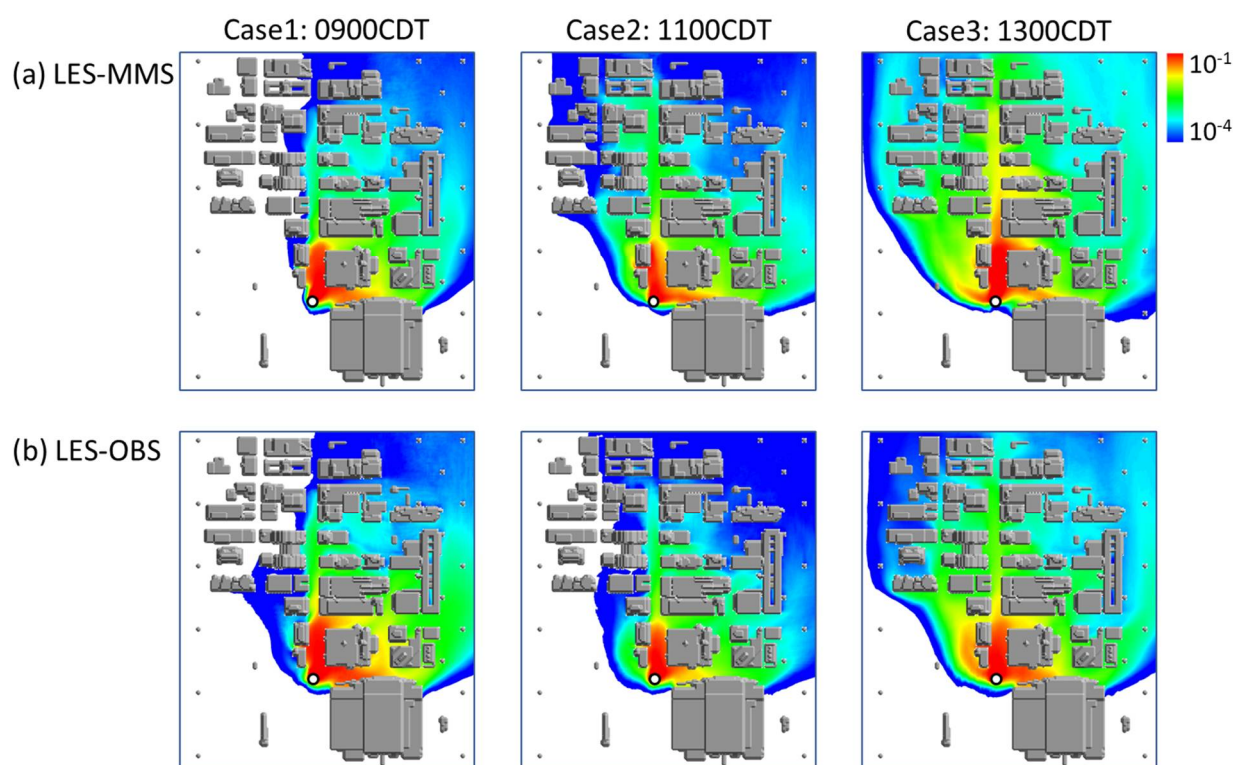 Case1: 0900CDT
Case2: 1100CDT
Case3: 1300CDT
(a) LES-MMS
10-1
10-4
(b) LES-OBS